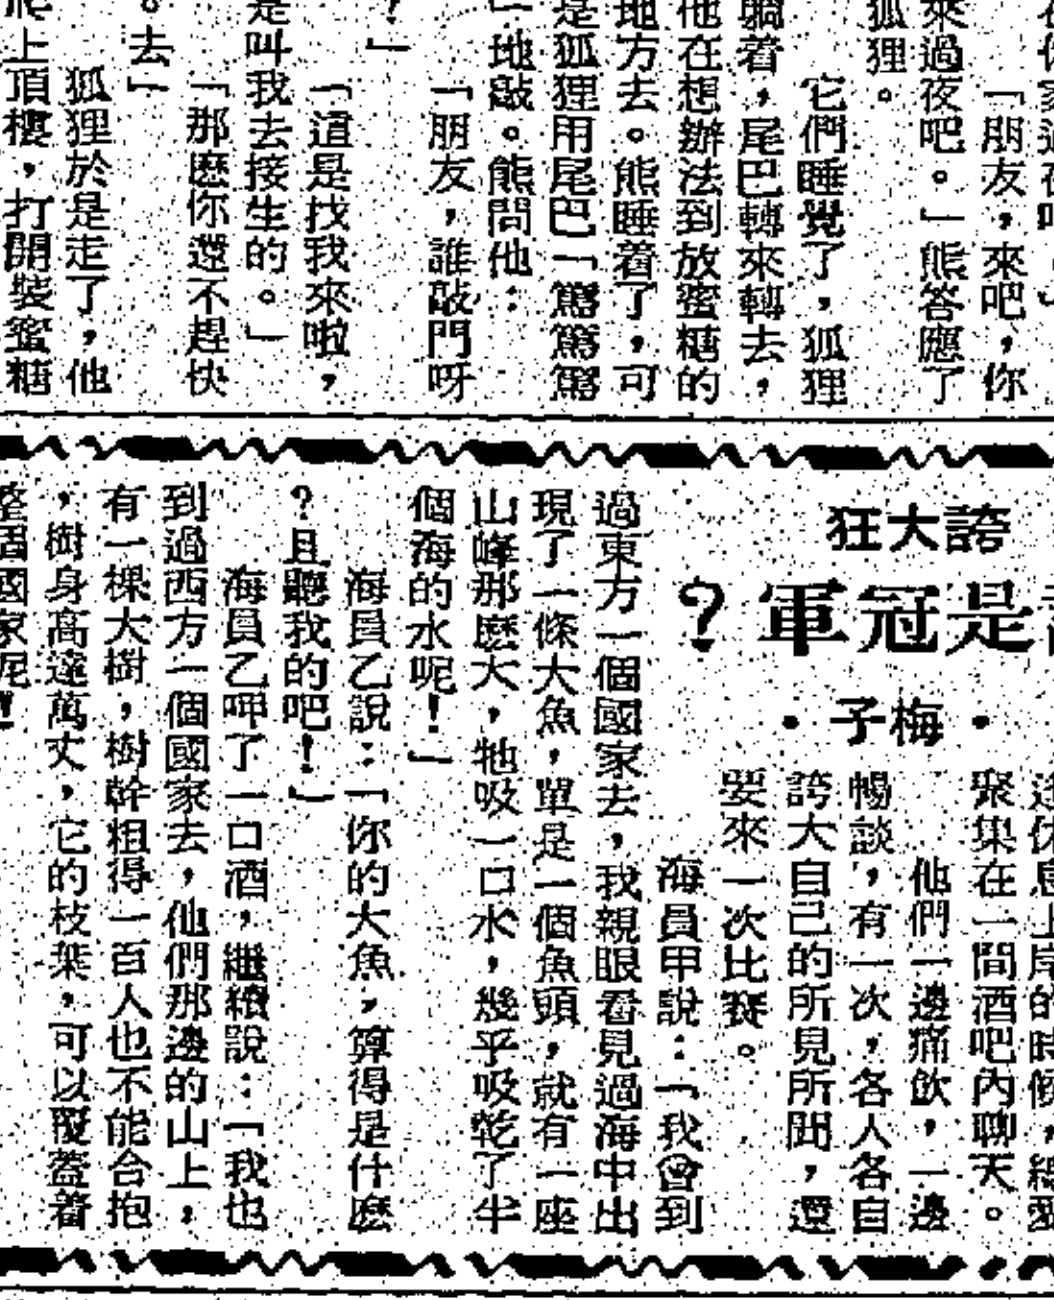 「朋友，來吧，你
來過夜吧。」熊答應了
狐狸。
它們睡覺了，狐狸
躺着，尾巴轉來轉去，
他在想辦法到放蜜糖的
地方去。熊睡着了，可
是狐狸用尾巴「篤篤篤
」地敲。熊問他：
「朋友，誰敲門呀
？」
「這是找我來啦，
是叫我去接生的。」
「那麽你還不趕快
。去」
狐狸於是走了，他
爬上頂樓，打開裝蜜糖
誇大狂
是冠軍？
·梅子·
聚集在一間酒吧內聊天。
他們一邊痛飲，一邊
暢談，有一次，各人各自
誇大自己的所見所聞，還
要來一次比賽。
海員甲說：「我曾到
過東方一個國家去，我親眼看見過海中出
現了一條大魚，單是一個魚頭，就有一座
山峰那麽大，牠吸一口水，幾乎吸乾了半
個海的水呢！」
海員乙說：「你的大魚，算得是什麽
？且聽我的吧！」
海員乙呷了一口酒，繼續說：「我也
到過西方一個國家去，他們那邊的山上，
有一棵大樹，樹幹粗得一百人也不能合抱
，樹身高達萬丈，它的枝葉，可以覆蓋着
整個國家呢！